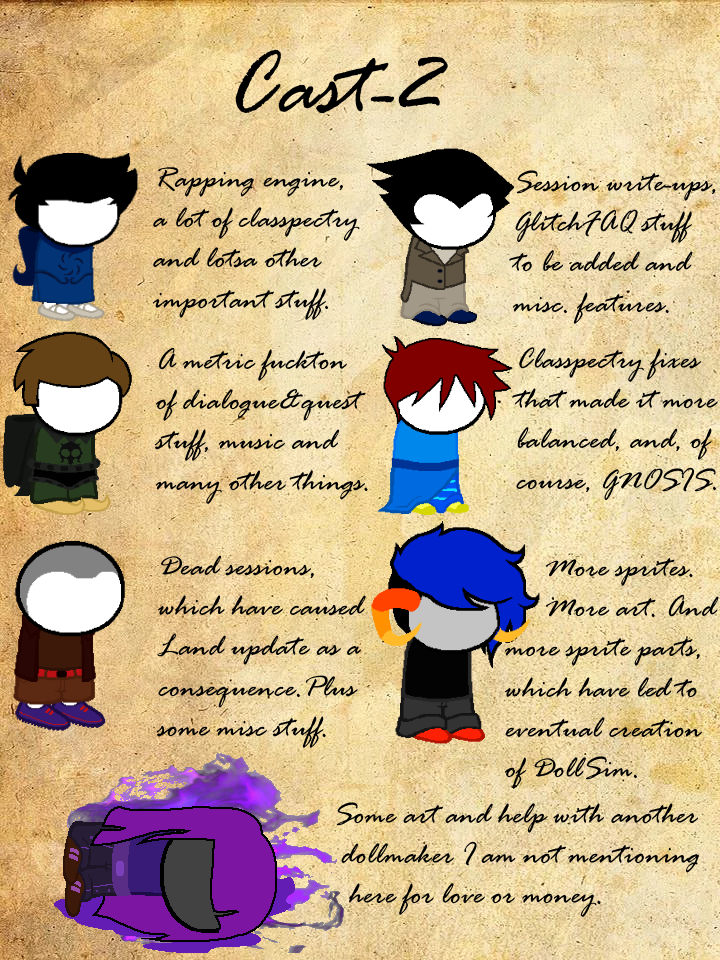 Cast-2
Rapping engine,
a lot of classpectry
and lotsa other
important stuff.
Session write-ups,
GlitchFAQ stuff
to be added and
misc. features.
A metric fuckton
of dialogue&quest
stuff, music and
many other things.
Classpectry fixes
that made it more
balanced, and, of
course, GNOSIS.
Dead sessions,
which have caused
Land update as a
consequence. Plus
some misc stuff.
More sprites.
More art. And
more sprite parts,
which have led to
eventual creation
of DollSim.
Some art and help with another
dollmaker I am not mentioning
here for love or money.